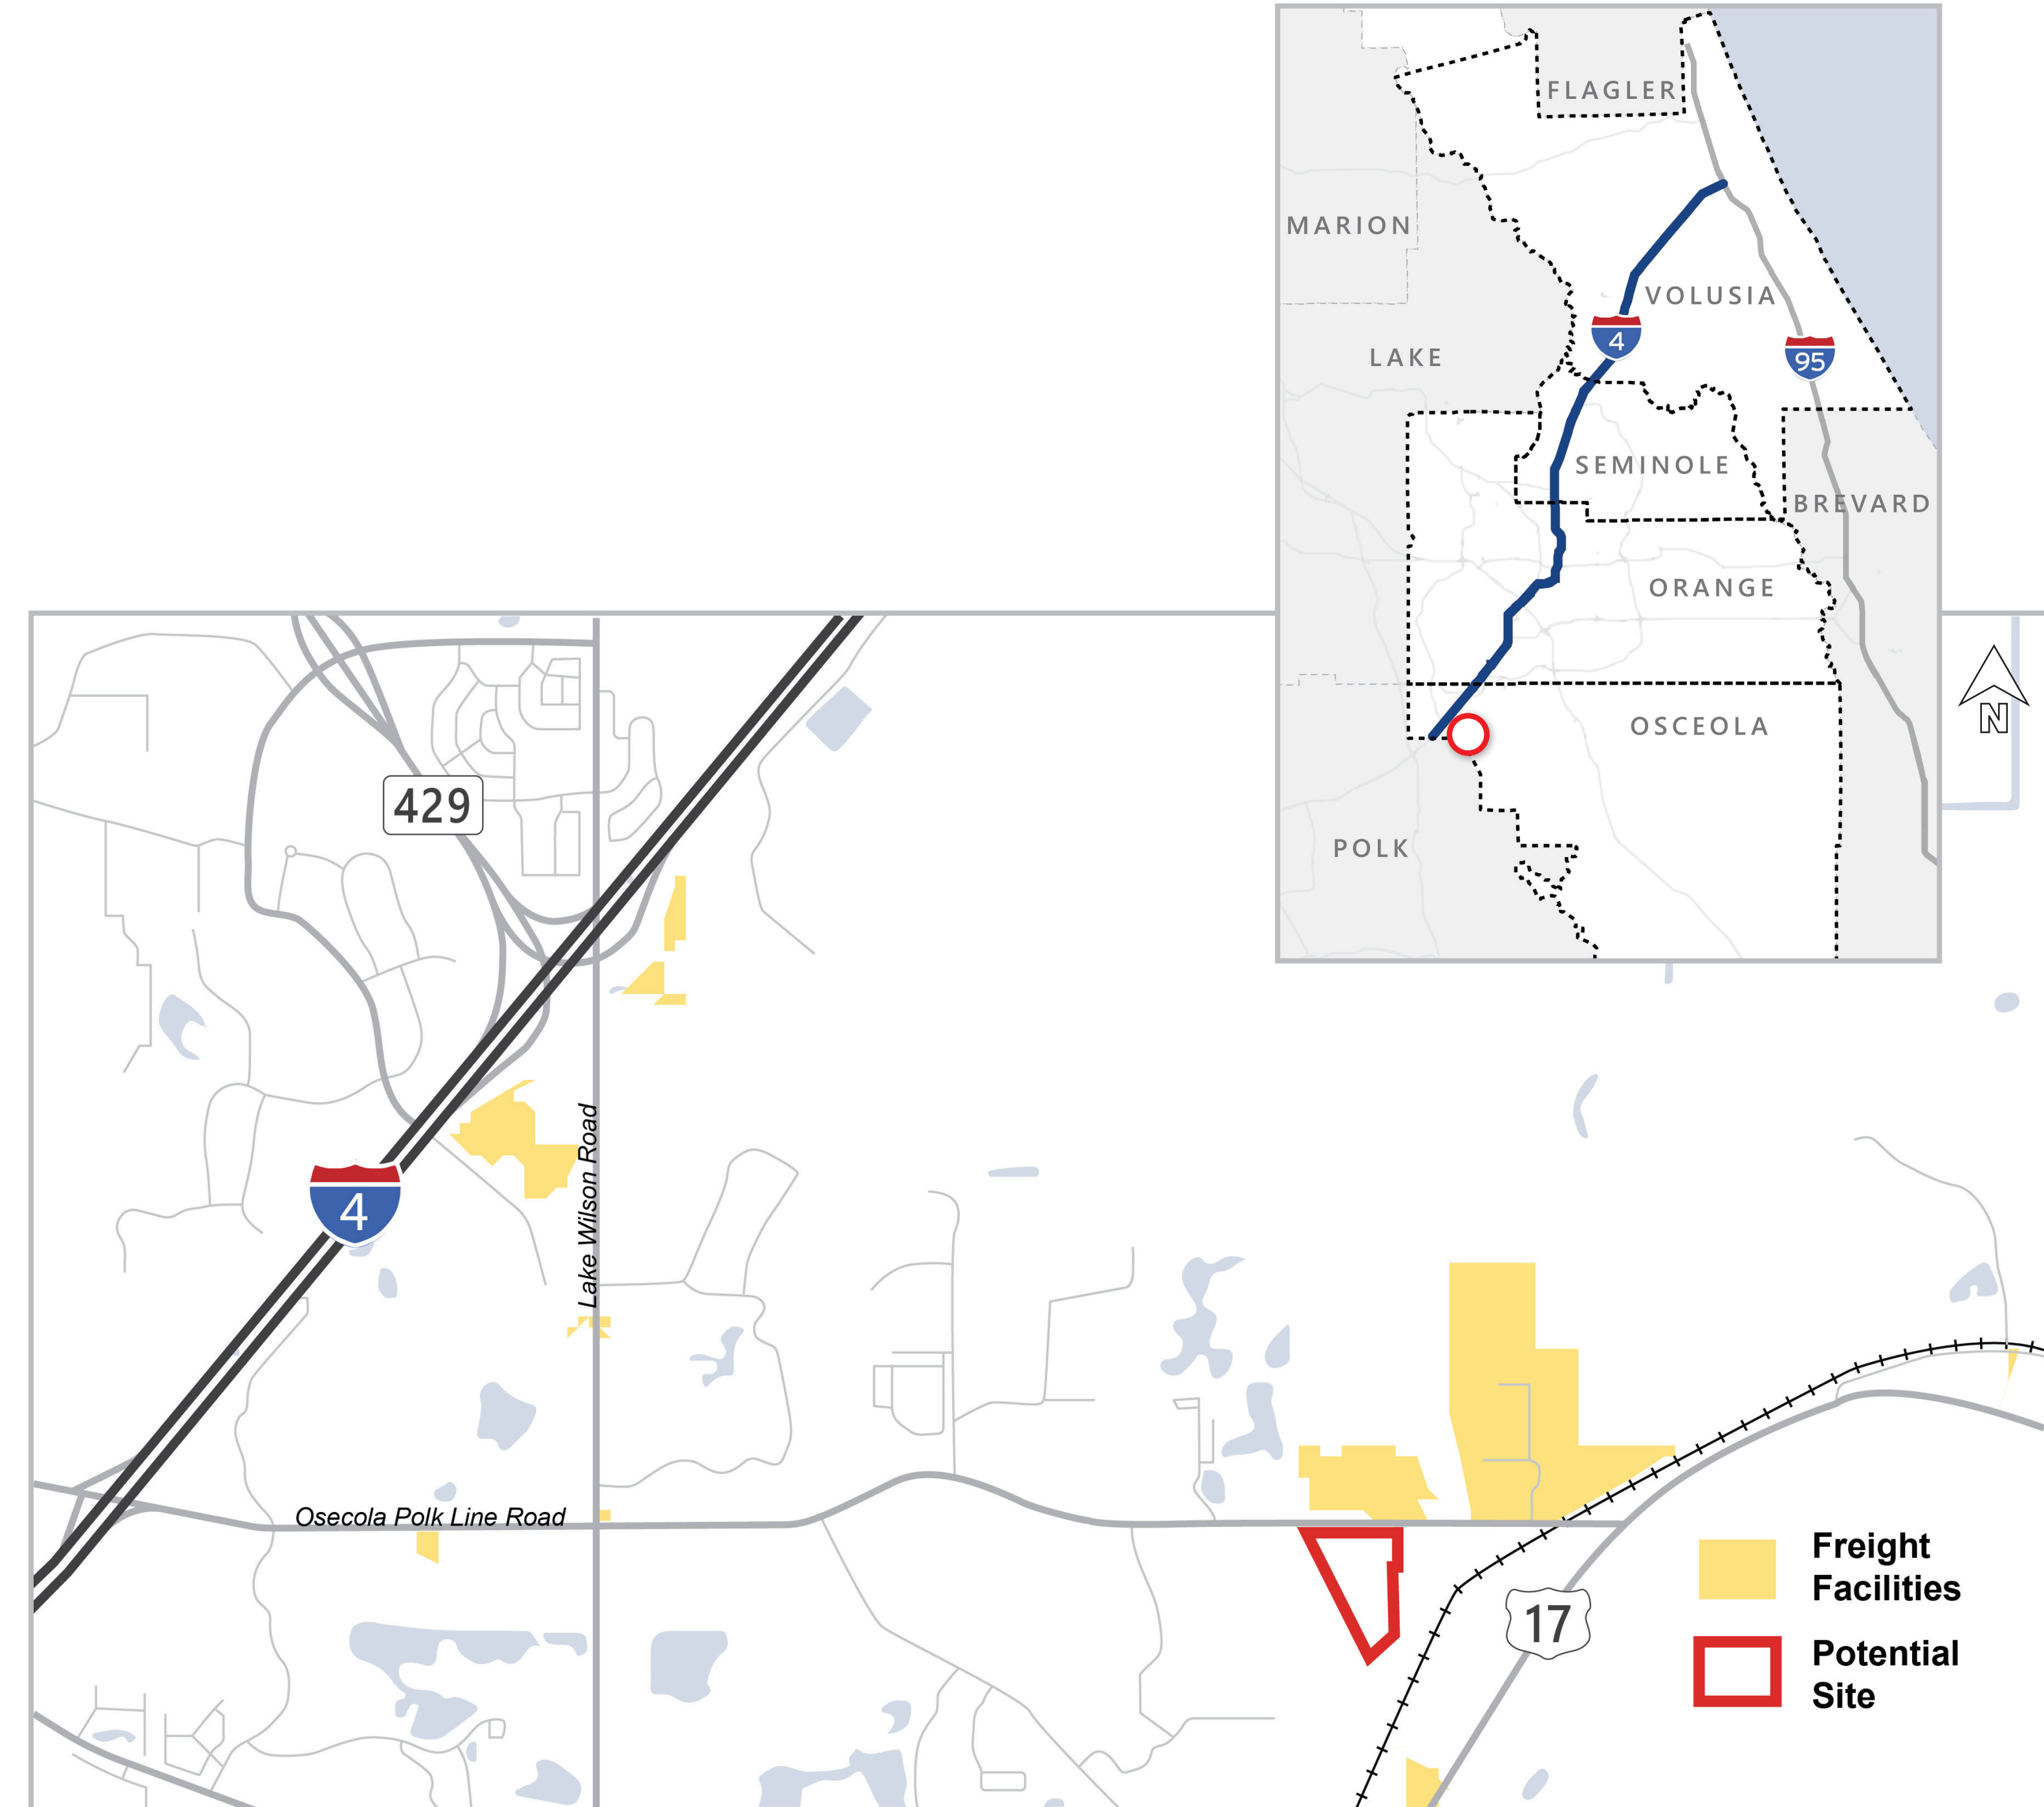 FLAGLER
MARION
VOLUSIA
4
LAKE
95
SEMINOLE
BREVARD
ORANGE
OSCEOLA
POLK
N
429
4
Lake Wilson Road
Osecola Polk Line Road
17
Freight
Facilities
Potential
Site